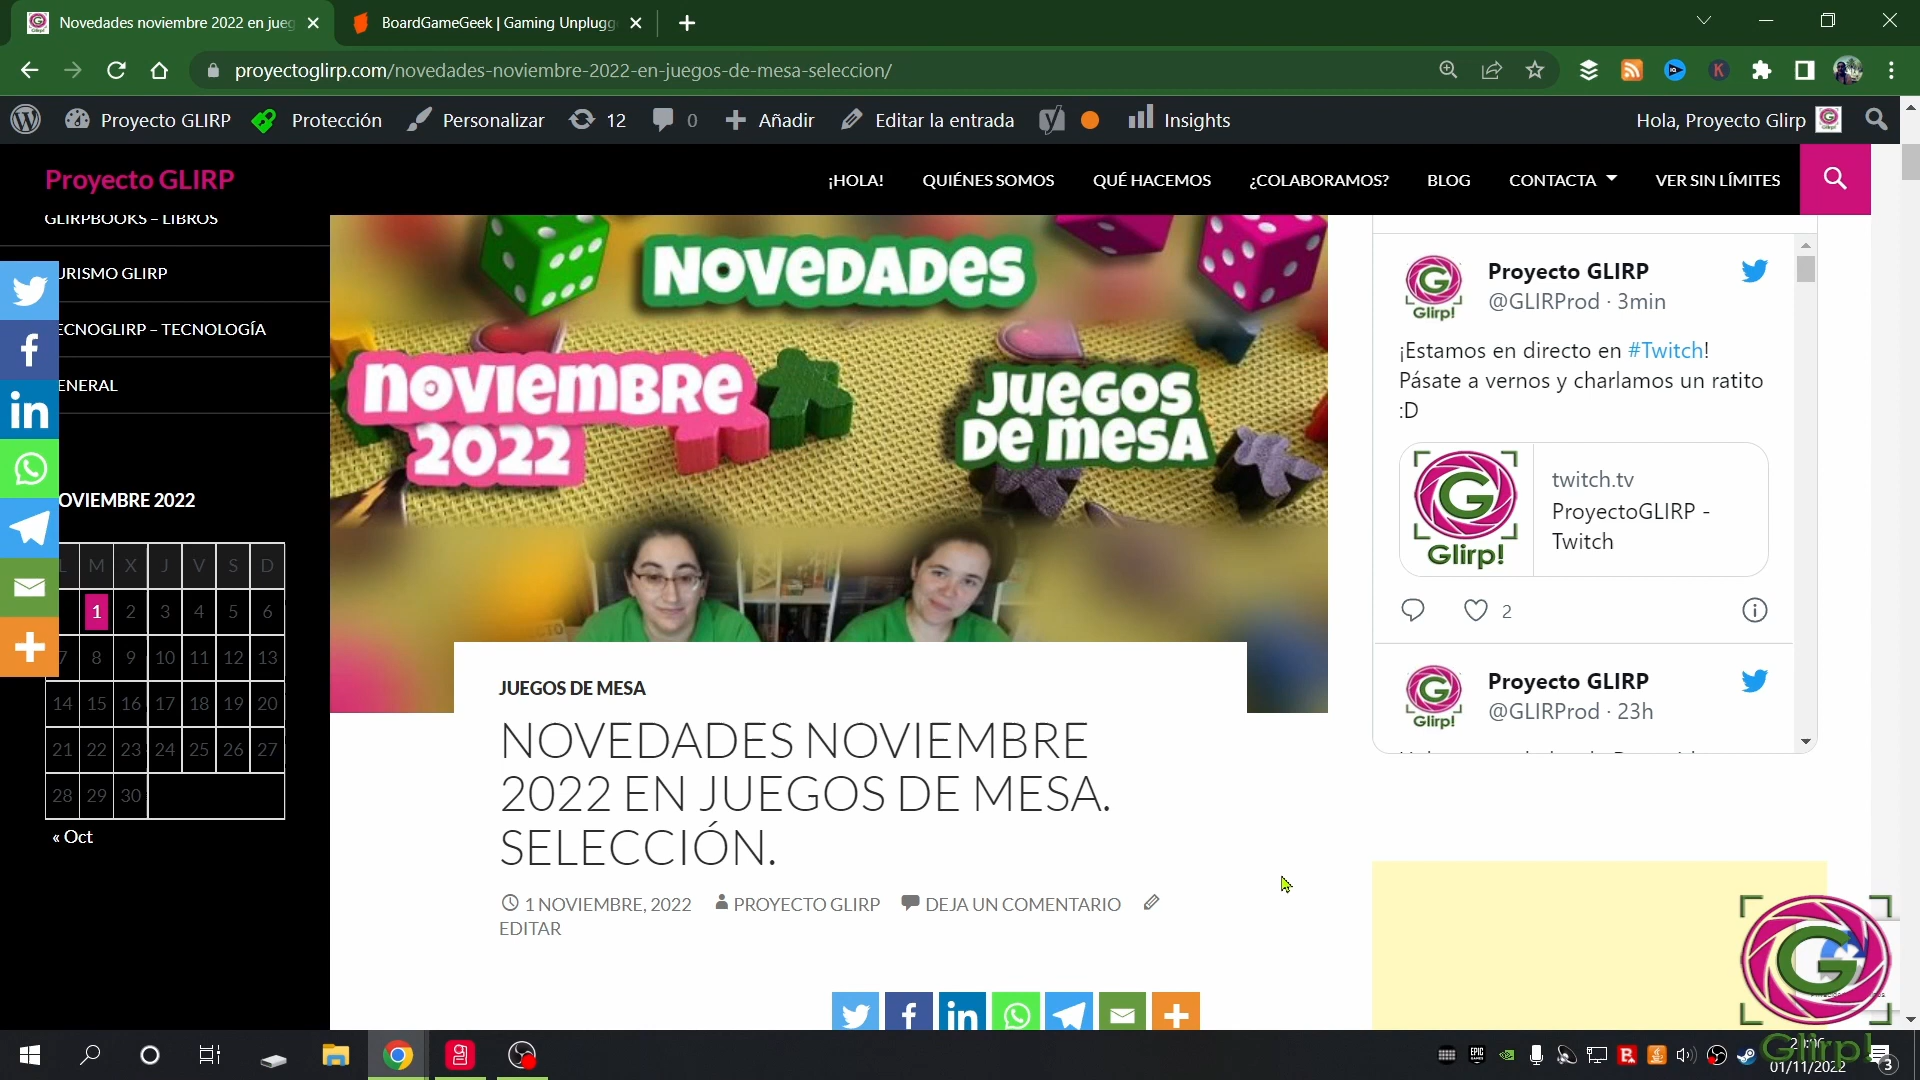 Novedades noviembre 2022 en jueg
BoardGameGeek | Gaming Unplugg
proyectoglirp.com/novedades-noviembre-2022-en-juegos-de-mesa-seleccion/
Proyecto GLIRP
Protección
Personalizar
12
0
Añadir
Editar la entrada
Insights
Hola, Proyecto Glirp
Proyecto GLIRP
¡HOLA!
QUIÉNES SOMOS
QUÉ HACEMOS
¿COLABORAMOS?
BLOG
CONTACTA
VER SIN LÍMITES
GLIRPBOOKS – LIBROS
URISMO GLIRP
ECNOGLIRP – TECNOLOGÍA
ENERAL
OVIEMBRE 2022
L M X J V S D
1 2 3 4 5 6
7 8 9 10 11 12 13
14 15 16 17 18 19 20
21 22 23 24 25 26 27
28 29 30
« Oct
NOVEDADES
NOVIEMBRE
2022
JUEGOS
DE MESA
JUEGOS DE MESA
NOVEDADES NOVIEMBRE
2022 EN JUEGOS DE MESA.
SELECCIÓN.
1 NOVIEMBRE, 2022
PROYECTO GLIRP
DEJA UN COMENTARIO
EDITAR
Proyecto GLIRP
@GLIRProd · 3min
¡Estamos en directo en #Twitch!
Pásate a vernos y charlamos un ratito
:D
Glirp!
twitch.tv
ProyectoGLIRP -
Twitch
2
Proyecto GLIRP
@GLIRProd · 23h
Glirp!
01/11/2022
3